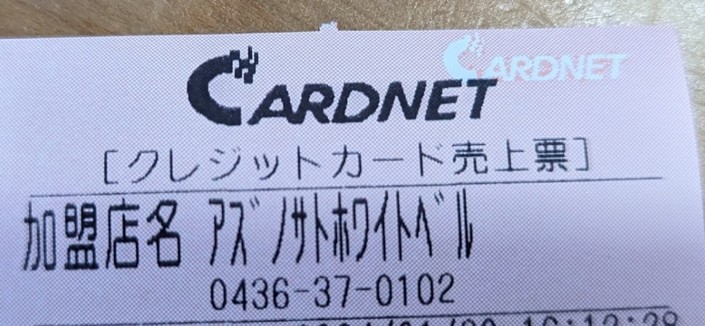 CARDNET
CARDNET
[クレジットカード売上票]
加盟店名 アズノサトホワイトベル
0436-37-0102